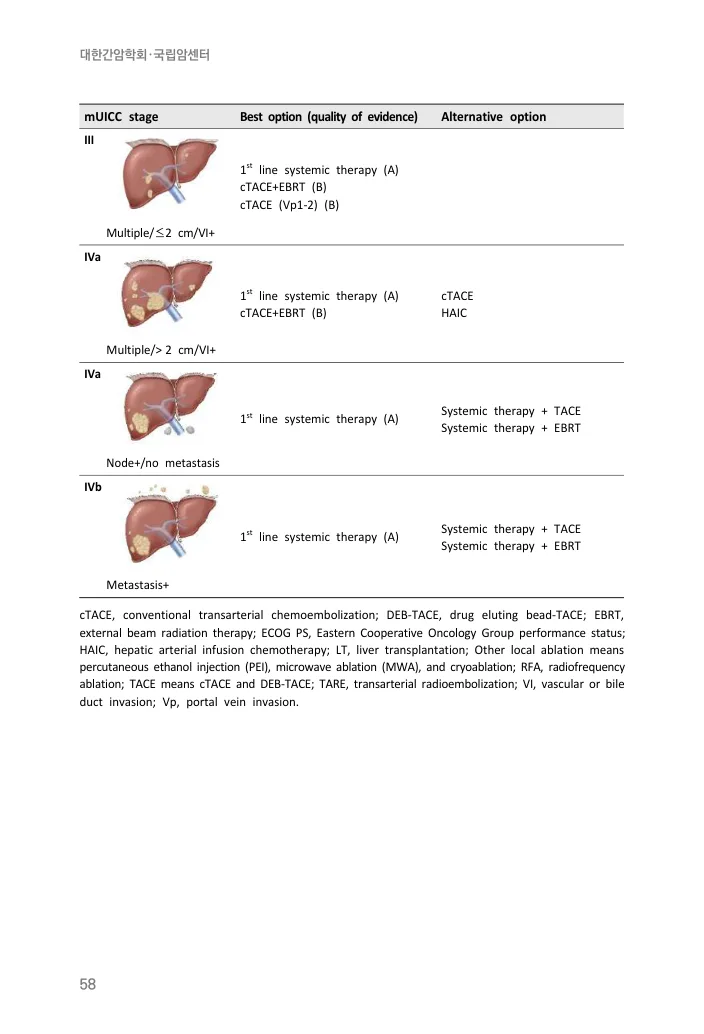 대한간암학회·국립암센터
mUICC stage Best option (quality of evidence) Alternative option
III
1st line systemic therapy (A)
cTACE+EBRT (B)
cTACE (Vp1-2) (B)
Multiple/≤2 cm/VI+
IVa
1st line systemic therapy (A) cTACE
cTACE+EBRT (B) HAIC
Multiple/> 2 cm/VI+
IVa
1st line systemic therapy (A)
Systemic therapy + TACE
Systemic therapy + EBRT
Node+/no metastasis
IVb
1st line systemic therapy (A)
Systemic therapy + TACE
Systemic therapy + EBRT
Metastasis+
cTACE, conventional transarterial chemoembolization; DEB-TACE, drug eluting bead-TACE; EBRT,
external beam radiation therapy; ECOG PS, Eastern Cooperative Oncology Group performance status;
HAIC, hepatic arterial infusion chemotherapy; LT, liver transplantation; Other local ablation means
percutaneous ethanol injection (PEI), microwave ablation (MWA), and cryoablation; RFA, radiofrequency
ablation; TACE means cTACE and DEB-TACE; TARE, transarterial radioembolization; VI, vascular or bile
duct invasion; Vp, portal vein invasion.
58